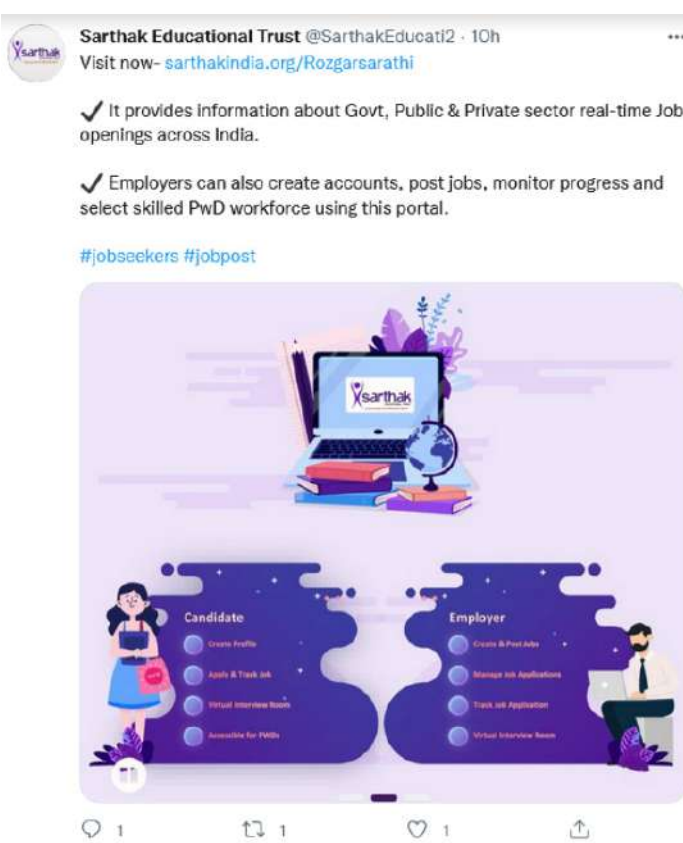 Sarthak Educational Trust @SarthakEducati2 · 10h
Visit now- sarthakindia.org/Rozgarsarathi
✔ It provides information about Govt, Public & Private sector real-time Job
openings across India.
✔ Employers can also create accounts, post jobs, monitor progress and
select skilled PwD workforce using this portal.
#jobseekers #jobpost
sarthak
sarthak
Candidate
Create Profile
Apply & Track Job
Virtual Interview Room
Accessible for PWDs
Employer
Create & Post Jobs
Manage Job Applications
Track Job Application
Virtual Interview Room
1
1
1